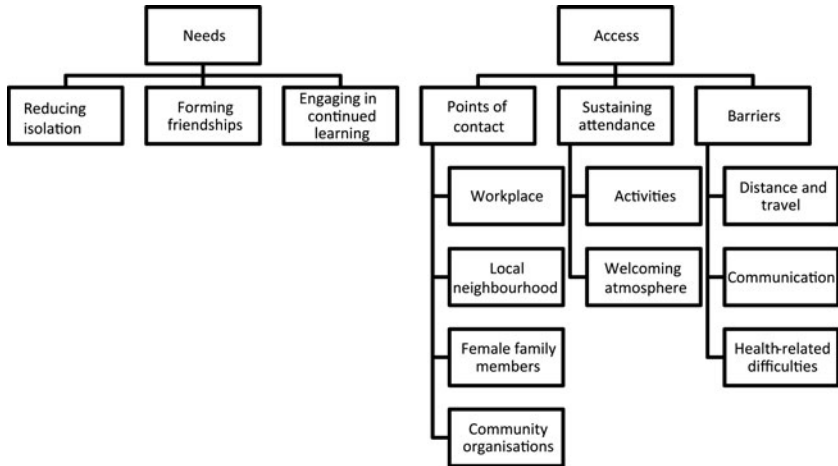 Needs
Reducing
isolation
Forming
friendships
Engaging in
continued
learning
Access
Points of
contact
Workplace
Local
neighbourhood
Female family
members
Community
organisations
Sustaining
attendance
Activities
Welcoming
atmosphere
Barriers
Distance and
travel
Communication
Health-related
difficulties